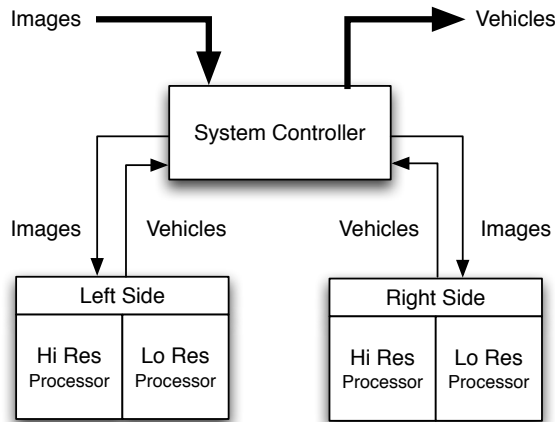 Images
Vehicles
System Controller
Images
Vehicles
Vehicles
Images
Left Side
Hi Res
Processor
Lo Res
Processor
Right Side
Hi Res
Processor
Lo Res
Processor